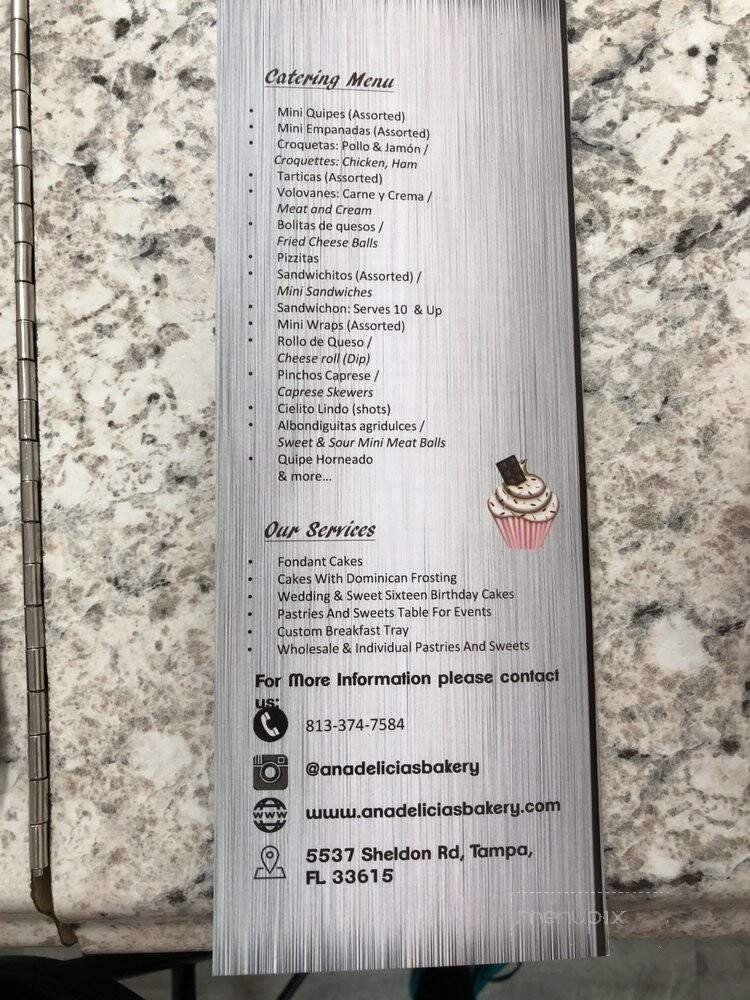 Catering Menu
• Mini Quipes (Assorted)
• Mini Empanadas (Assorted)
• Croquetas: Pollo & Jamón /
Croquettes: Chicken, Ham
• Tarticas (Assorted)
• Volovanes: Carne y Crema /
Meat and Cream
• Bolitas de quesos /
Fried Cheese Balls
• Pizzitas
• Sandwichitos (Assorted) /
Mini Sandwiches
• Sandwichon: Serves 10 & Up
• Mini Wraps (Assorted)
• Rollo de Queso /
Cheese roll (Dip)
• Pinchos Caprese /
Caprese Skewers
• Cielito Lindo (shots)
• Albondiguitas agridulces /
Sweet & Sour Mini Meat Balls
• Quipe Horneado
& more...
Our Services
• Fondant Cakes
• Cakes With Dominican Frosting
• Wedding & Sweet Sixteen Birthday Cakes
• Pastries And Sweets Table For Events
• Custom Breakfast Tray
• Wholesale & Individual Pastries And Sweets
For More Information please contact
us:
813-374-7584
@anadeliciasbakery
www
www.anadeliciasbakery.com
5537 Sheldon Rd, Tampa,
FL 33615
menupix